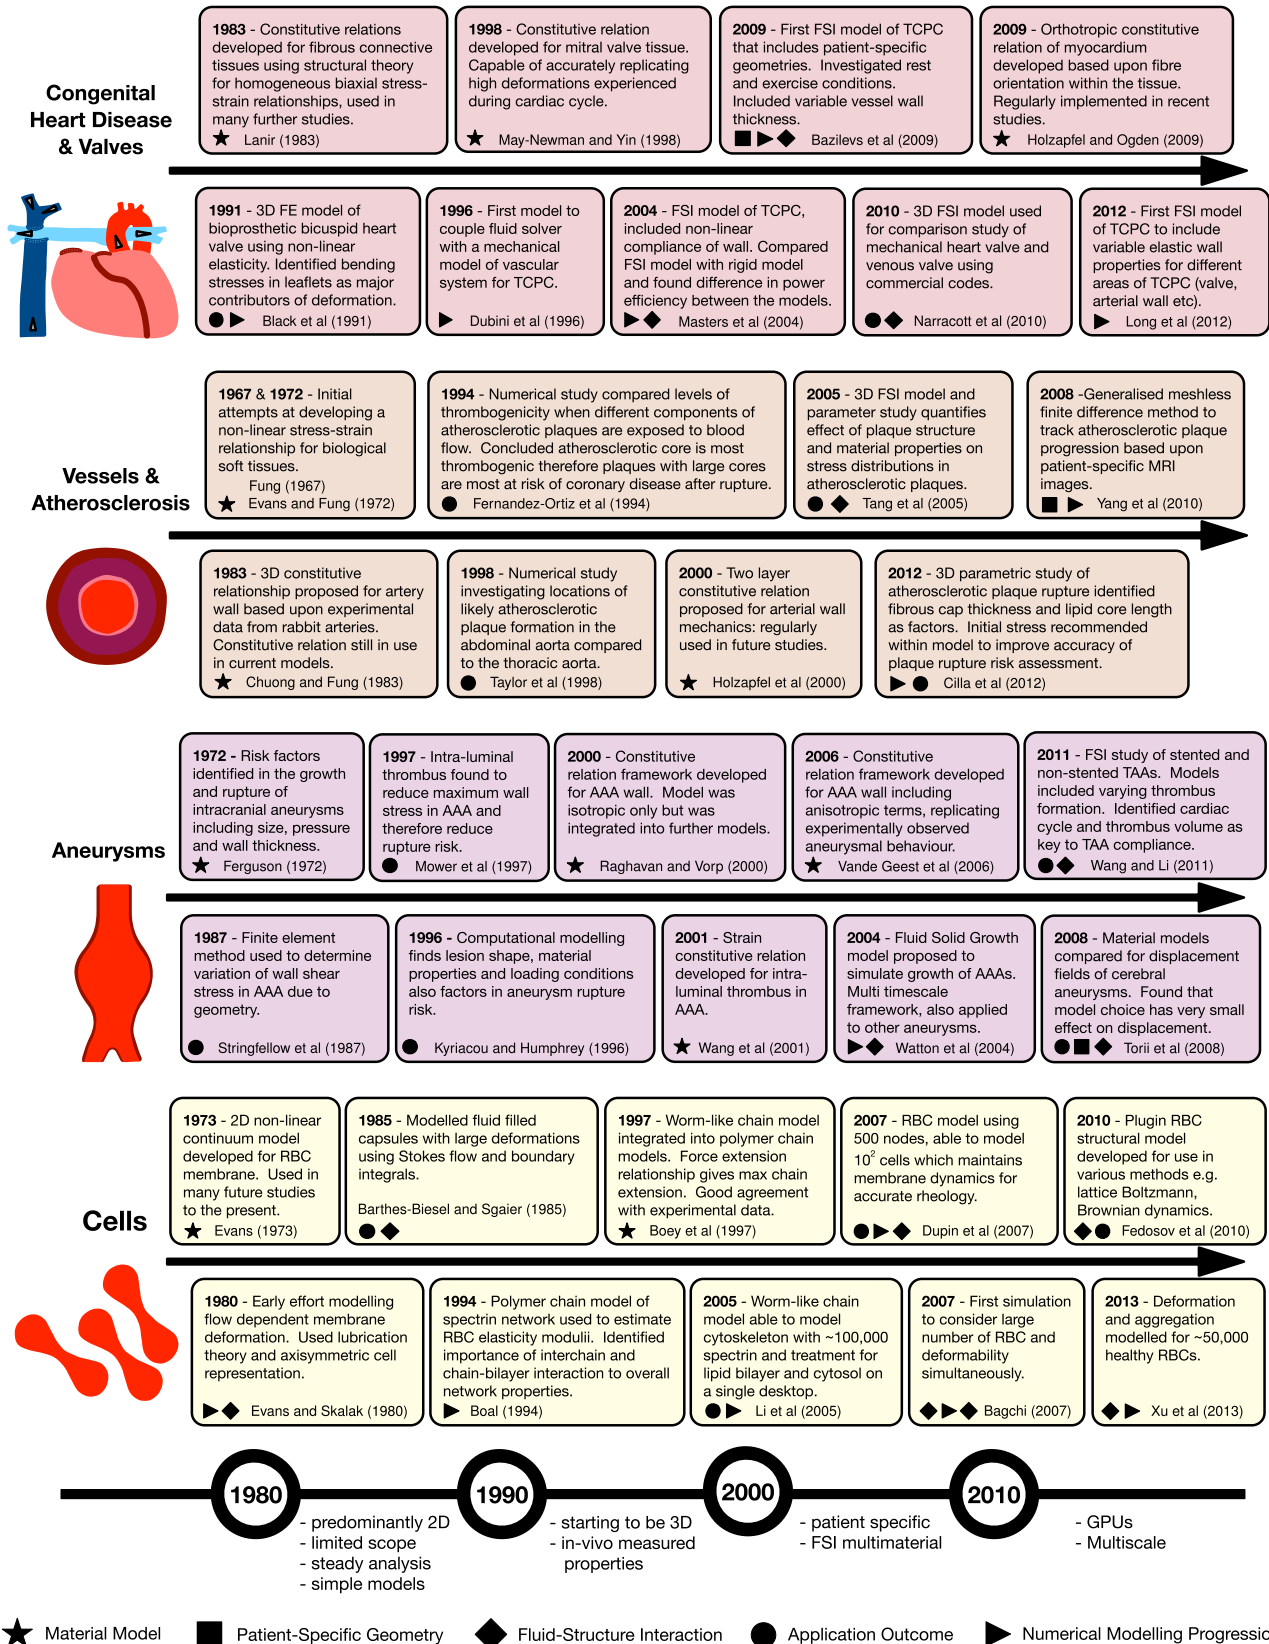 Congenital
Heart Disease
& Valves
1983 - Constitutive relations
developed for fibrous connective
tissues using structural theory
for homogeneous biaxial stress-
strain relationships, used in
many further studies.
Lanir (1983)
1998 - Constitutive relation
developed for mitral valve tissue.
Capable of accurately replicating
high deformations experienced
during cardiac cycle.
May-Newman and Yin (1998)
2009 - First FSI model of TCPC
that includes patient-specific
geometries. Investigated rest
and exercise conditions.
Included variable vessel wall
thickness.
Bazilevs et al (2009)
2009 - Orthotropic constitutive
relation of myocardium
developed based upon fibre
orientation within the tissue.
Regularly implemented in recent
studies.
Holzapfel and Ogden (2009)
1991 - 3D FE model of
bioprosthetic bicuspid heart
valve using non-linear
elasticity. Identified bending
stresses in leaflets as major
contributors of deformation.
Black et al (1991)
1996 - First model to
couple fluid solver
with a mechanical
model of vascular
system for TCPC.
Dubini et al (1996)
2004 - FSI model of TCPC,
included non-linear
compliance of wall. Compared
FSI model with rigid model
and found difference in power
efficiency between the models.
Masters et al (2004)
2010 - 3D FSI model used
for comparison study of
mechanical heart valve and
venous valve using
commercial codes.
Narracott et al (2010)
2012 - First FSI model
of TCPC to include
variable elastic wall
properties for different
areas of TCPC (valve,
arterial wall etc).
Long et al (2012)
Vessels &
Atherosclerosis
1967 & 1972 - Initial
attempts at developing a
non-linear stress-strain
relationship for biological
soft tissues.
Fung (1967)
Evans and Fung (1972)
1994 - Numerical study compared levels of
thrombogenicity when different components of
atherosclerotic plaques are exposed to blood
flow. Concluded atherosclerotic core is most
thrombogenic therefore plaques with large cores
are most at risk of coronary disease after rupture.
Fernandez-Ortiz et al (1994)
2005 - 3D FSI model and
parameter study quantifies
effect of plaque structure
and material properties on
stress distributions in
atherosclerotic plaques.
Tang et al (2005)
2008 -Generalised meshless
finite difference method to
track atherosclerotic plaque
progression based upon
patient-specific MRI
images.
Yang et al (2010)
1983 - 3D constitutive
relationship proposed for artery
wall based upon experimental
data from rabbit arteries.
Constitutive relation still in use
in current models.
Chuong and Fung (1983)
1998 - Numerical study
investigating locations of
likely atherosclerotic
plaque formation in the
abdominal aorta compared
to the thoracic aorta.
Taylor et al (1998)
2000 - Two layer
constitutive relation
proposed for arterial wall
mechanics: regularly
used in future studies.
Holzapfel et al (2000)
2012 - 3D parametric study of
atherosclerotic plaque rupture identified
fibrous cap thickness and lipid core length
as factors. Initial stress recommended
within model to improve accuracy of
plaque rupture risk assessment.
Cilla et al (2012)
Aneurysms
1972 - Risk factors
identified in the growth
and rupture of
intracranial aneurysms
including size, pressure
and wall thickness.
Ferguson (1972)
1997 - Intra-luminal
thrombus found to
reduce maximum wall
stress in AAA and
therefore reduce
rupture risk.
Mower et al (1997)
2000 - Constitutive
relation framework developed
for AAA wall. Model was
isotropic only but was
integrated into further models.
Raghavan and Vorp (2000)
2006 - Constitutive
relation framework developed
for AAA wall including
anisotropic terms, replicating
experimentally observed
aneurysmal behaviour.
Vande Geest et al (2006)
2011 - FSI study of stented and
non-stented TAAs. Models
included varying thrombus
formation. Identified cardiac
cycle and thrombus volume as
key to TAA compliance.
Wang and Li (2011)
1987 - Finite element
method used to determine
variation of wall shear
stress in AAA due to
geometry.
Stringfellow et al (1987)
1996 - Computational modelling
finds lesion shape, material
properties and loading conditions
also factors in aneurysm rupture
risk.
Kyriacou and Humphrey (1996)
2001 - Strain
constitutive relation
developed for intra-
luminal thrombus in
AAA.
Wang et al (2001)
2004 - Fluid Solid Growth
model proposed to
simulate growth of AAAs.
Multi timescale
framework, also applied
to other aneurysms.
Watton et al (2004)
2008 - Material models
compared for displacement
fields of cerebral
aneurysms. Found that
model choice has very small
effect on displacement.
Torii et al (2008)
Cells
1973 - 2D non-linear
continuum model
developed for RBC
membrane. Used in
many future studies
to the present.
Evans (1973)
1985 - Modelled fluid filled
capsules with large deformations
using Stokes flow and boundary
integrals.
Barthes-Biesel and Sgaier (1985)
1997 - Worm-like chain model
integrated into polymer chain
models. Force extension
relationship gives max chain
extension. Good agreement
with experimental data.
Boey et al (1997)
2007 - RBC model using
500 nodes, able to model
10² cells which maintains
membrane dynamics for
accurate rheology.
Dupin et al (2007)
2010 - Plugin RBC
structural model
developed for use in
various methods e.g.
lattice Boltzmann,
Brownian dynamics.
Fedosov et al (2010)
1980 - Early effort modelling
flow dependent membrane
deformation. Used lubrication
theory and axisymmetric cell
representation.
Evans and Skalak (1980)
1994 - Polymer chain model of
spectrin network used to estimate
RBC elasticity modulii. Identified
importance of interchain and
chain-bilayer interaction to overall
network properties.
Boal (1994)
2005 - Worm-like chain
model able to model
cytoskeleton with ~100,000
spectrin and treatment for
lipid bilayer and cytosol on
a single desktop.
Li et al (2005)
2007 - First simulation
to consider large
number of RBC and
deformability
simultaneously.
Bagchi (2007)
2013 - Deformation
and aggregation
modelled for ~50,000
healthy RBCs.
Xu et al (2013)
1980
1990
2000
2010
- predominantly 2D
- limited scope
- steady analysis
- simple models
- starting to be 3D
- in-vivo measured
properties
- patient specific
- FSI multimaterial
- GPUs
- Multiscale
Material Model
Patient-Specific Geometry
Fluid-Structure Interaction
Application Outcome
Numerical Modelling Progressio